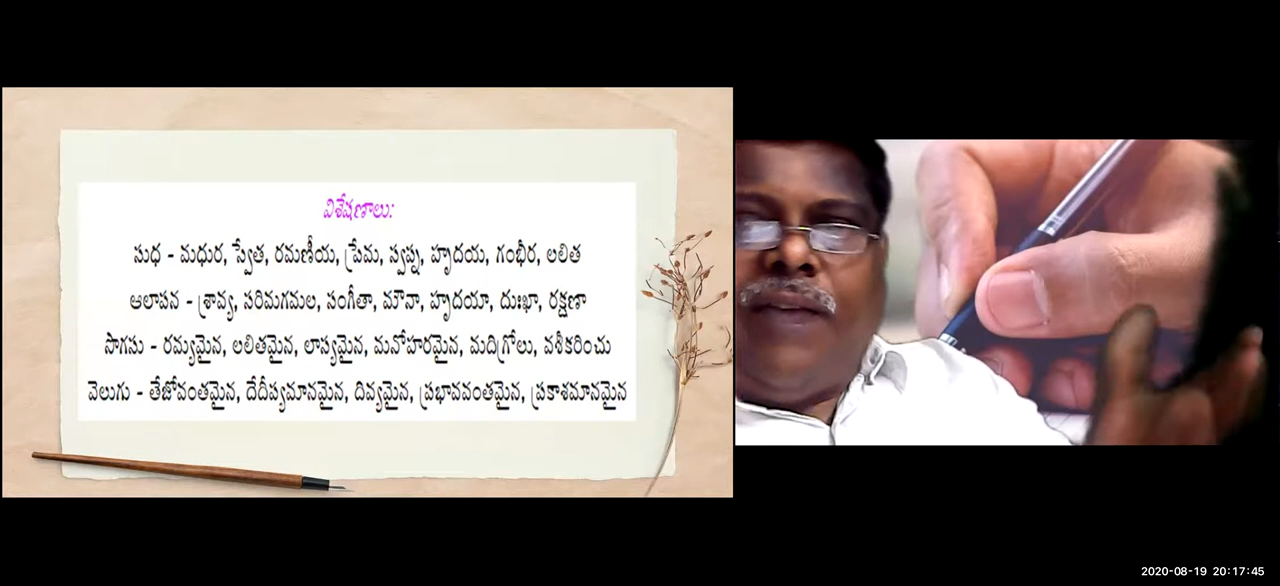 విశేషణాలు:
సుధ - మధుర, స్వేత, రమణీయ, ప్రేమ, స్వప్న, హృదయ, గంభీర, లలిత
ఆలాపన - శ్రావ్య, సరిమగమల, సంగీతా, మౌనా, హృదయా, దుఃఖా, రక్షణా
సొగసు - రమ్యమైన, లలితమైన, లాస్యమైన, మనోహరమైన, మదిగ్రోలు, వశీకరించు
వెలుగు - తేజోవంతమైన, దేదీప్యమానమైన, దివ్యమైన, ప్రభావవంతమైన, ప్రకాశమానమైన
2020-08-19 20:17:45